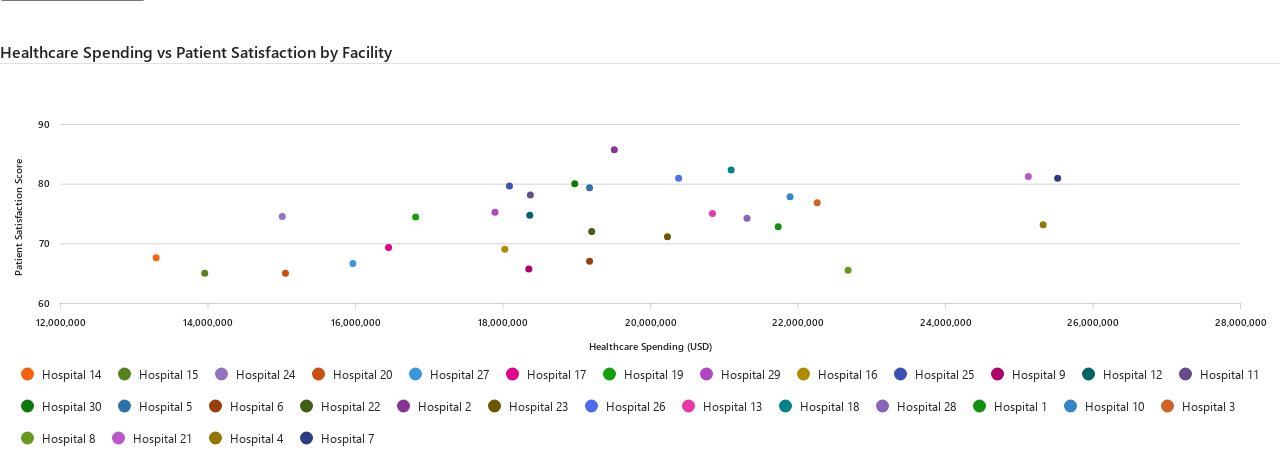 Healthcare Spending vs Patient Satisfaction by Facility
90
80
70
60
Patient Satisfaction Score
12,000,000 14,000,000 16,000,000 18,000,000 20,000,000 22,000,000 24,000,000 26,000,000 28,000,000
Healthcare Spending (USD)
Hospital 14 Hospital 15 Hospital 24 Hospital 20 Hospital 27 Hospital 17 Hospital 19 Hospital 29 Hospital 16 Hospital 25 Hospital 9 Hospital 12 Hospital 11
Hospital 30 Hospital 5 Hospital 6 Hospital 22 Hospital 2 Hospital 23 Hospital 26 Hospital 13 Hospital 18 Hospital 28 Hospital 1 Hospital 10 Hospital 3
Hospital 8 Hospital 21 Hospital 4 Hospital 7